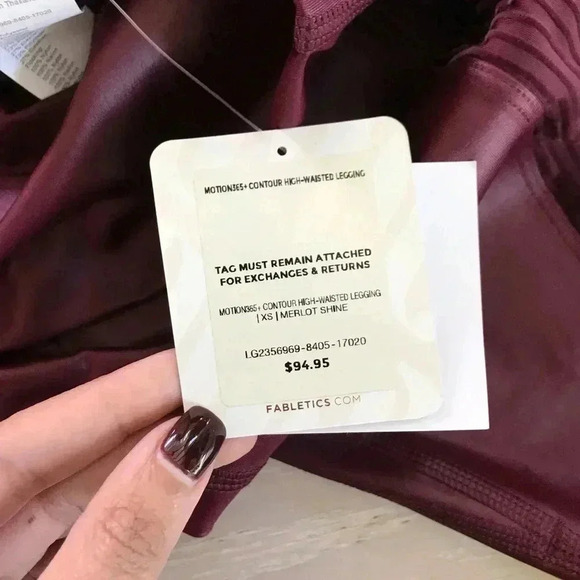 MOTION365+ CONTOUR HIGH-WAISTED LEGGING
TAG MUST REMAIN ATTACHED
FOR EXCHANGES & RETURNS
MOTION365+ CONTOUR HIGH-WAISTED LEGGING
| XS | MERLOT SHINE
LG2356969-8405-17020
$94.95
FABLETICS.COM